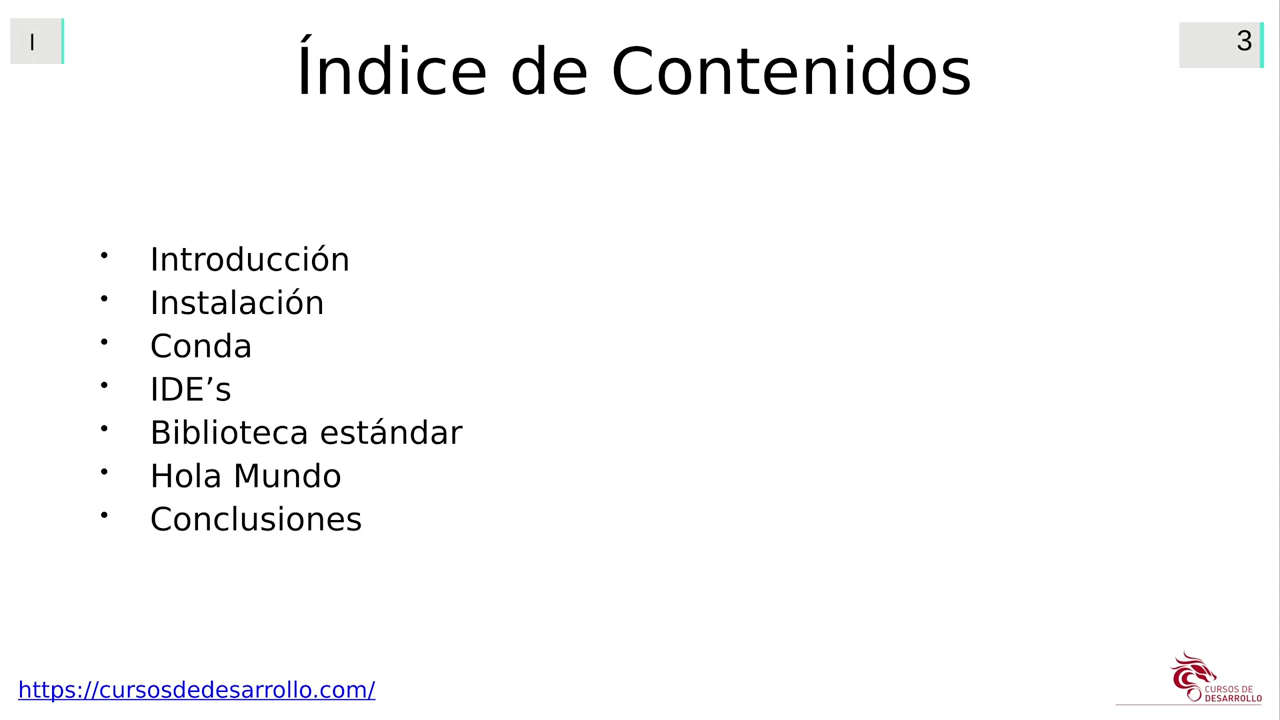 I
3
Índice de Contenidos
• Introducción
• Instalación
• Conda
• IDE’s
• Biblioteca estándar
• Hola Mundo
• Conclusiones
https://cursosdedesarrollo.com/
CURSOS DE
DESARROLLO